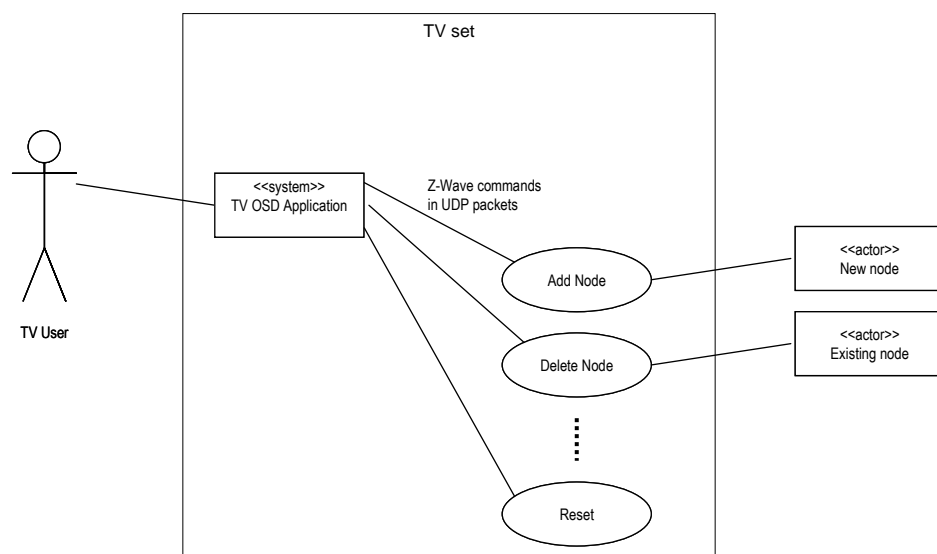 TV set
<<system>>
TV OSD Application
Z-Wave commands
in UDP packets
Add Node
<<actor>>
New node
Delete Node
<<actor>>
Existing node
TV User
Reset